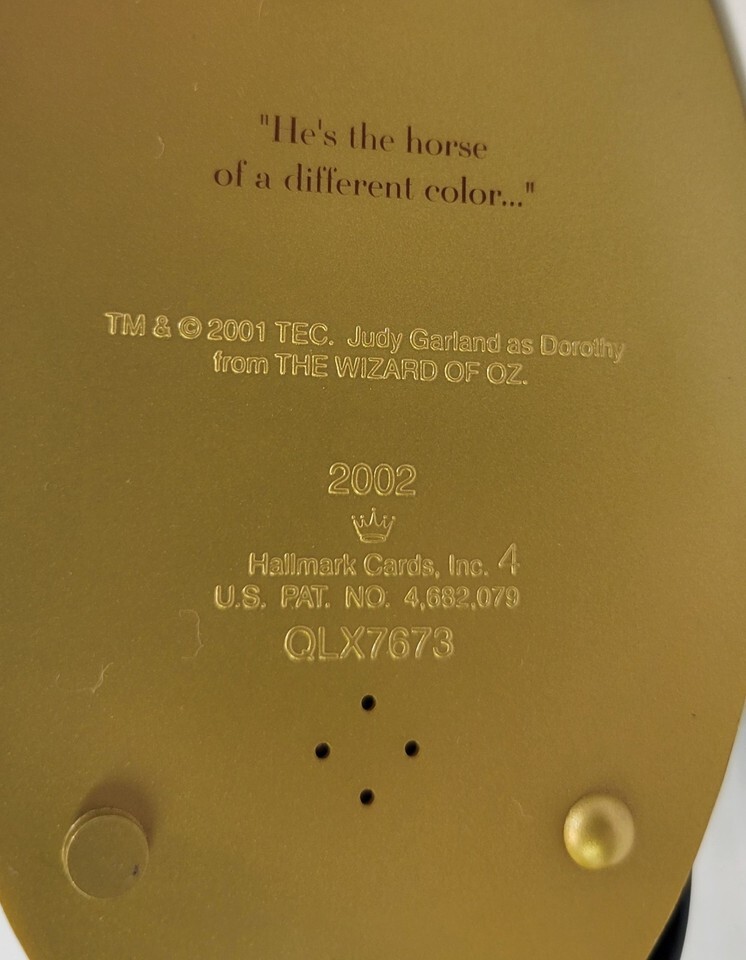 "He's the horse
of a different color..."
TM & © 2001 TEC. Judy Garland as Dorothy
from THE WIZARD OF OZ.
2002
Hallmark Cards, Inc. 4
U.S. PAT. NO. 4,682,079
QLX7673